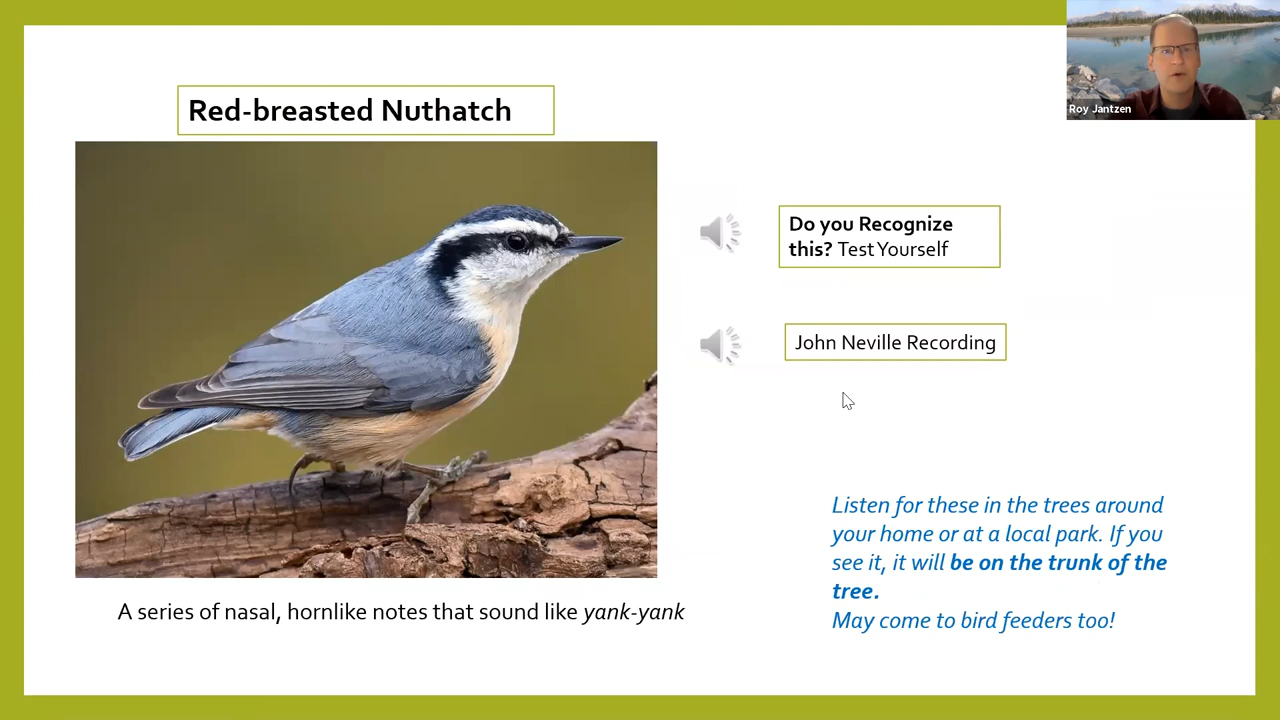 Roy Jantzen
Red-breasted Nuthatch
Do you Recognize
this? Test Yourself
John Neville Recording
Listen for these in the trees around
your home or at a local park. If you
see it, it will be on the trunk of the
tree.
May come to bird feeders too!
A series of nasal, hornlike notes that sound like yank-yank